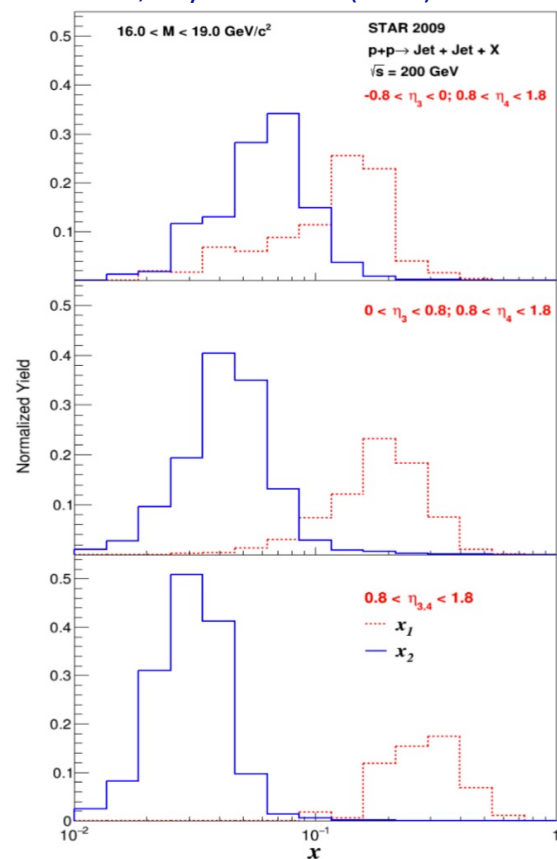 16.0 < M < 19.0 GeV/c²
STAR 2009
p+p→ Jet + Jet + X
√s = 200 GeV
-0.8 < η₃ < 0; 0.8 < η₄ < 1.8
0.5
0.4
0.3
0.2
0.1
0 < η₃ < 0.8; 0.8 < η₄ < 1.8
0.5
0.4
0.3
0.2
0.1
Normalized Yield
0.8 < η₃.₄ < 1.8
x₁
x₂
0.5
0.4
0.3
0.2
0.1
0
10⁻²
10⁻¹
1
x